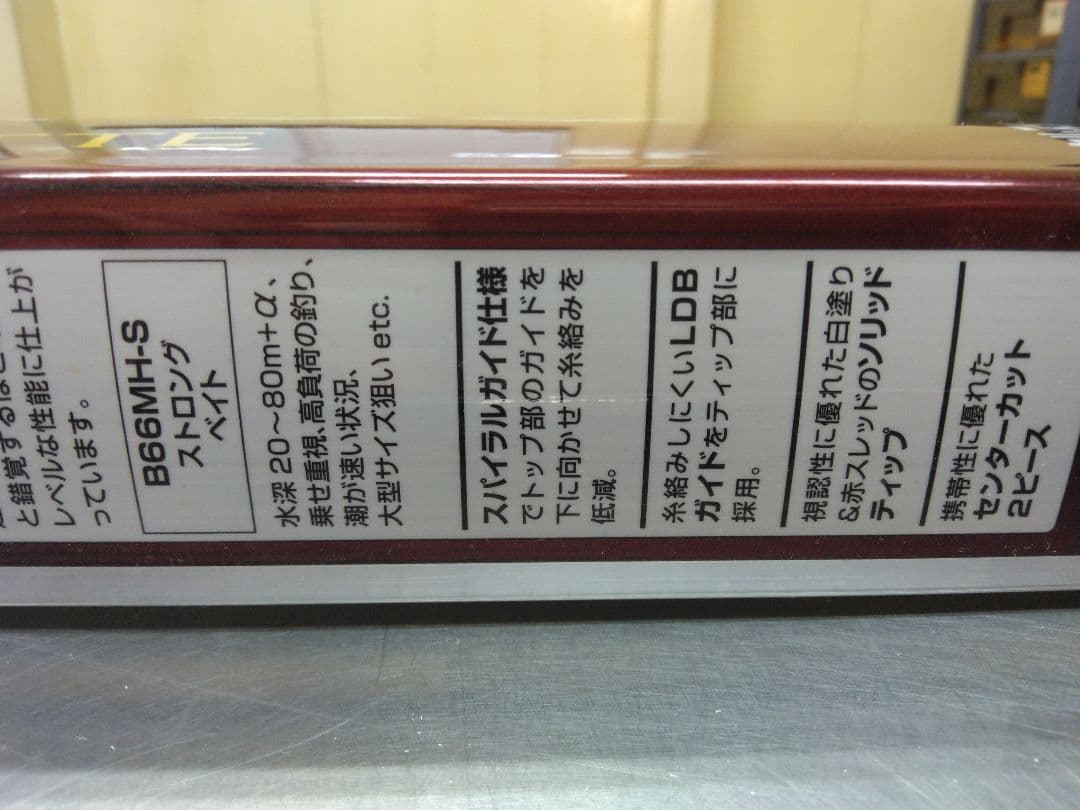 TE
と錯覚するほど
レベルな性能に仕上が
っています。
B66MH-S
ストロング
ベイト
水深20～80m+α、
乗せ重視、高負荷の釣り、
潮が速い状況、
大型サイズ狙いetc.
スパイラルガイド仕様
でトップ部のガイドを
下に向かせて糸絡みを
低減。
糸絡みしにくいLDB
ガイドをティップ部に
採用。
視認性に優れた白塗り
&赤スレッドのソリッド
ティップ
携帯性に優れた
センターカット
2ピース